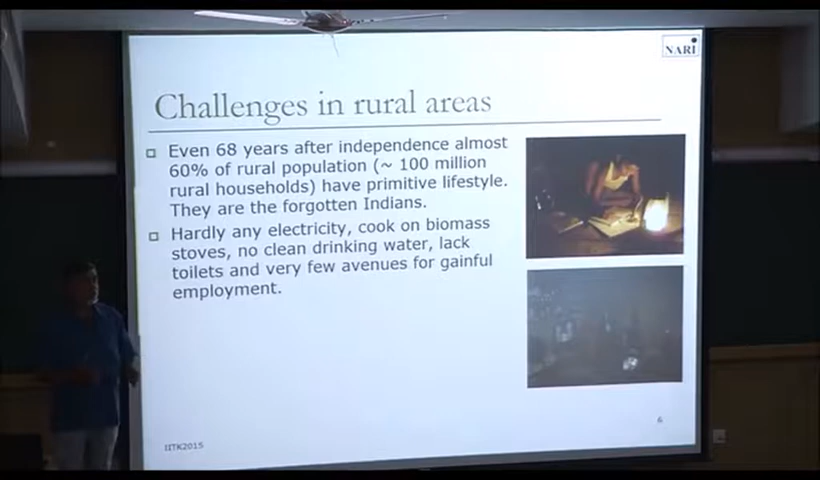 NARI
Challenges in rural areas
Even 68 years after independence almost
60% of rural population (~ 100 million
rural households) have primitive lifestyle.
They are the forgotten Indians.
Hardly any electricity, cook on biomass
stoves, no clean drinking water, lack
toilets and very few avenues for gainful
employment.
IITK2015
6